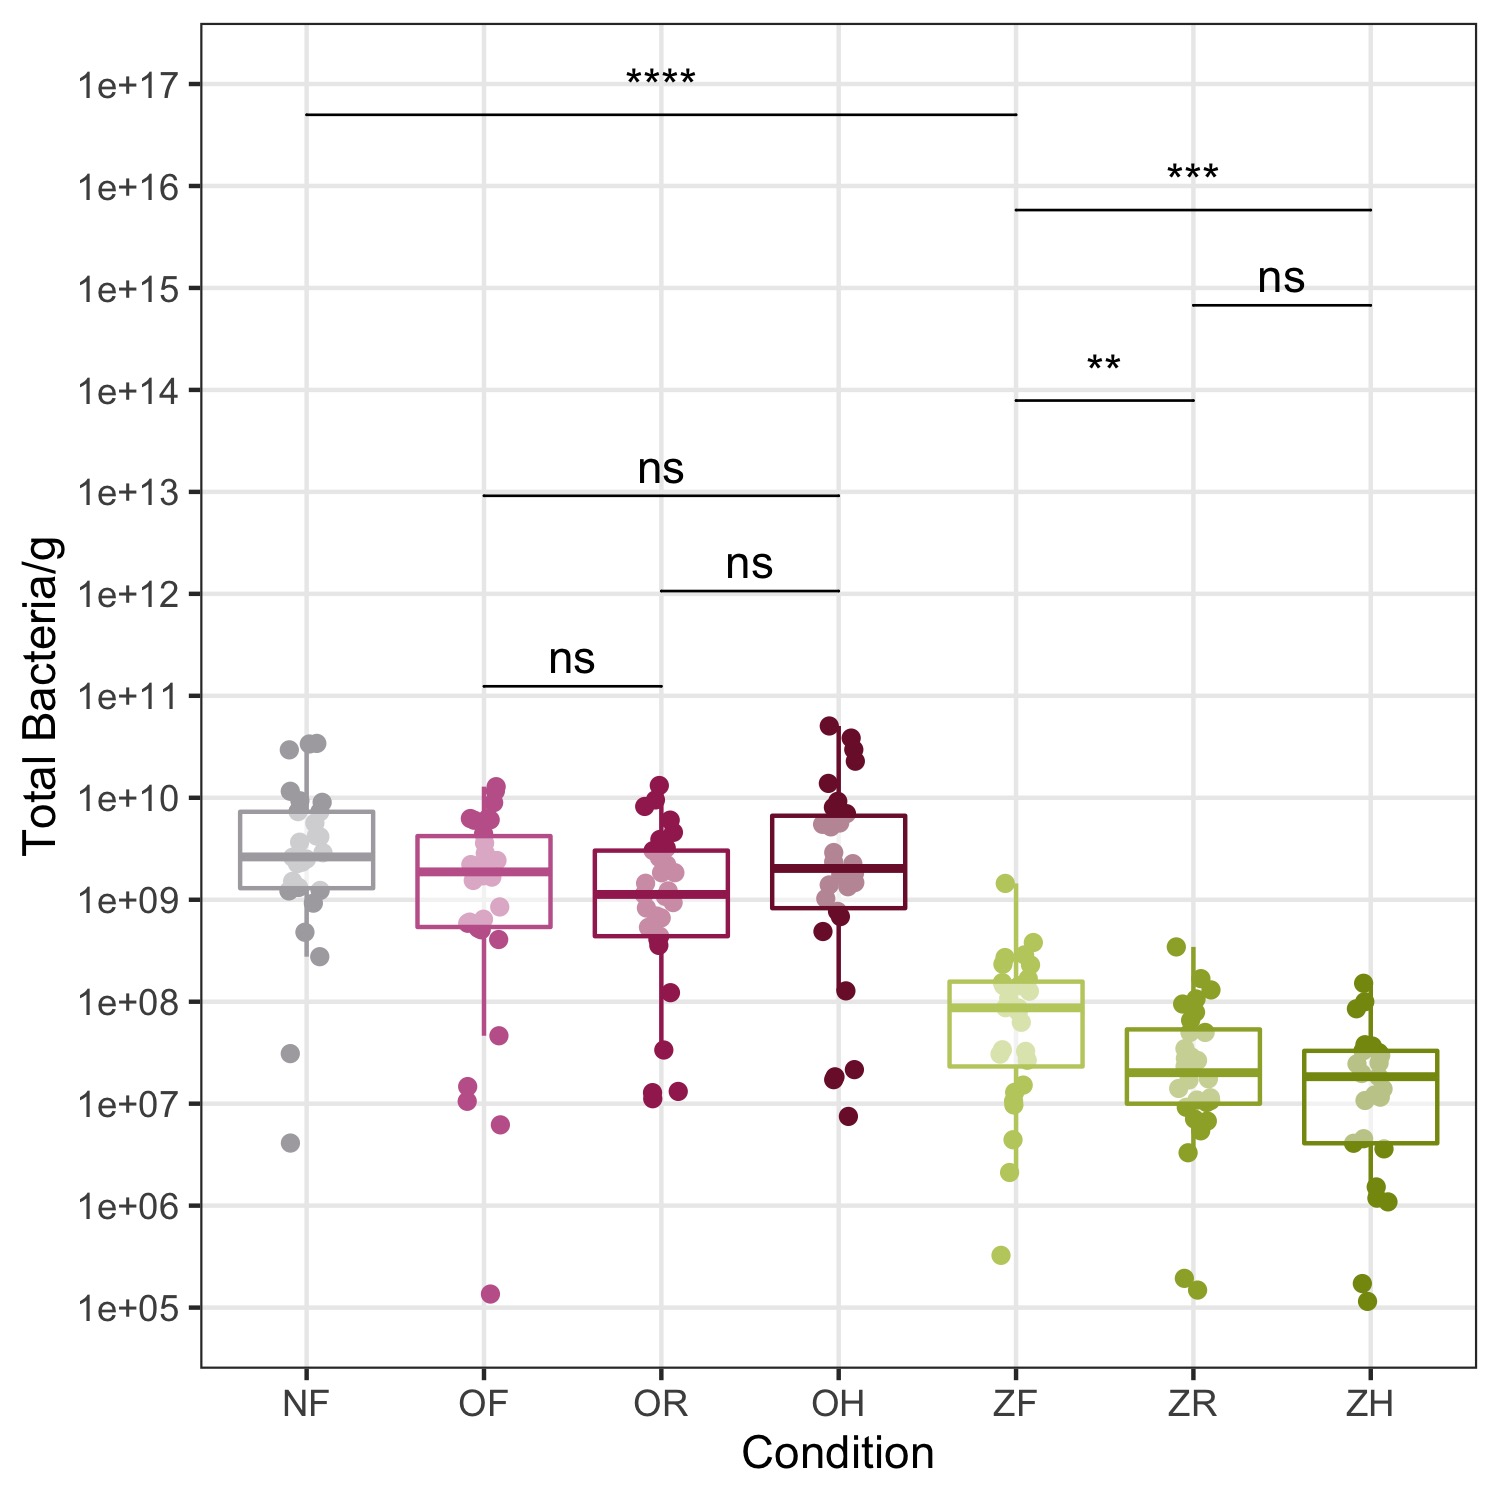 1e+17
****
1e+16
***
1e+15
ns
1e+14
**
1e+13
ns
1e+12
ns
1e+11
ns
1e+10
1e+09
1e+08
1e+07
1e+06
1e+05
Total Bacteria/g
NF OF OR OH ZF ZR ZH
Condition